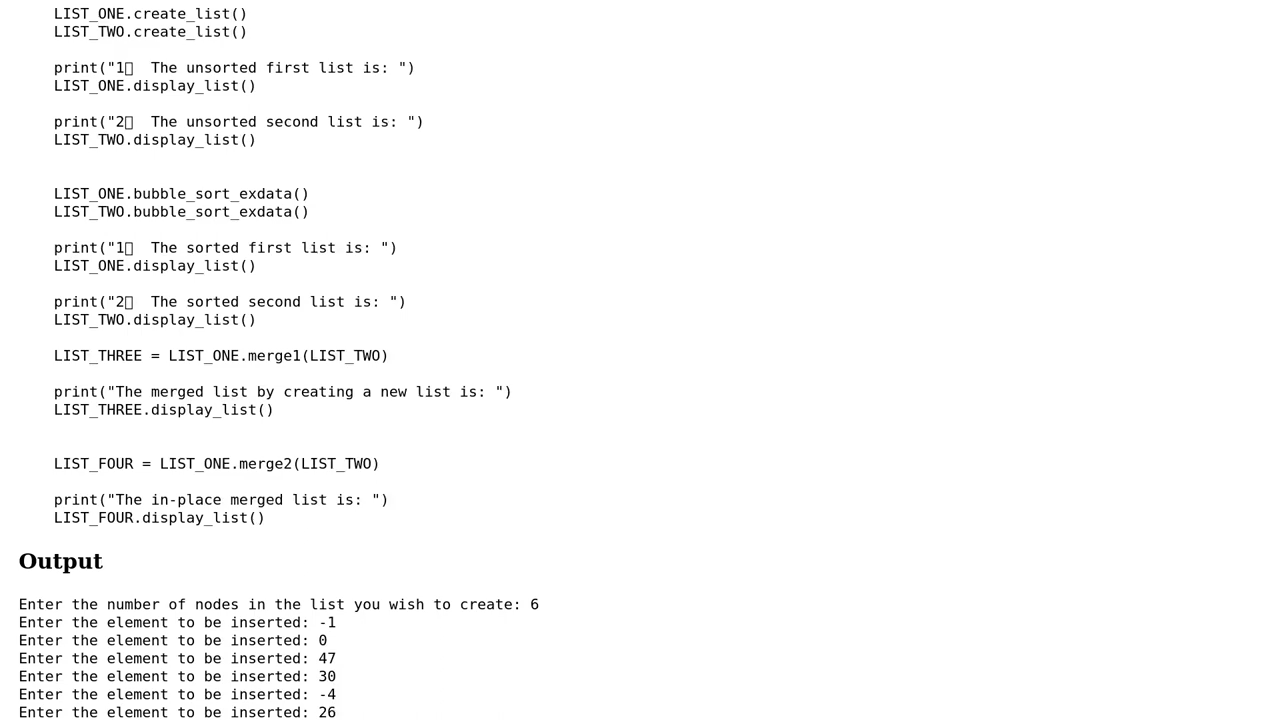 LIST_ONE.create_list()
LIST_TWO.create_list()
print("1▯  The unsorted first list is: ")
LIST_ONE.display_list()
print("2▯  The unsorted second list is: ")
LIST_TWO.display_list()
LIST_ONE.bubble_sort_exdata()
LIST_TWO.bubble_sort_exdata()
print("1▯  The sorted first list is: ")
LIST_ONE.display_list()
print("2▯  The sorted second list is: ")
LIST_TWO.display_list()
LIST_THREE = LIST_ONE.merge1(LIST_TWO)
print("The merged list by creating a new list is: ")
LIST_THREE.display_list()
LIST_FOUR = LIST_ONE.merge2(LIST_TWO)
print("The in-place merged list is: ")
LIST_FOUR.display_list()
Output
Enter the number of nodes in the list you wish to create: 6
Enter the element to be inserted: -1
Enter the element to be inserted: 0
Enter the element to be inserted: 47
Enter the element to be inserted: 30
Enter the element to be inserted: -4
Enter the element to be inserted: 26